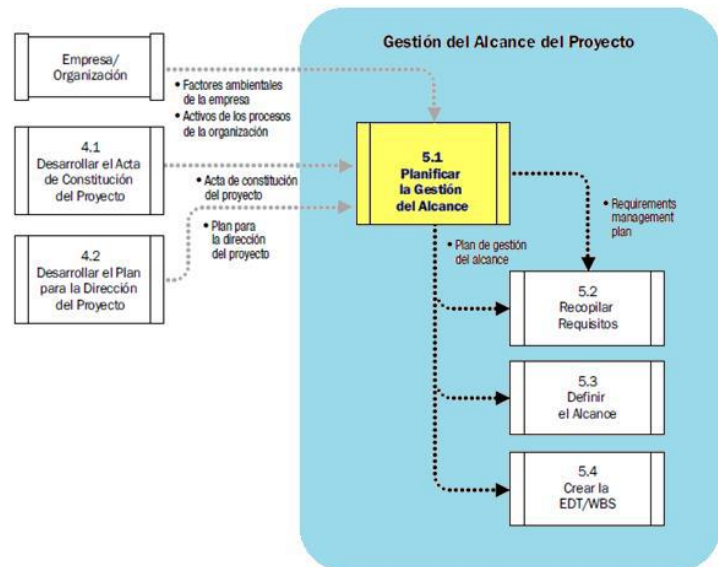 Gestión del Alcance del Proyecto
Empresa/
Organización
• Factores ambientales
de la empresa
• Activos de los procesos
de la organización
4.1
Desarrollar el Acta
de Constitución
del Proyecto
• Acta de constitución
del proyecto
4.2
Desarrollar el Plan
para la Dirección
del Proyecto
• Plan para
la dirección
del proyecto
5.1
Planificar
la Gestión
del Alcance
• Plan de gestión
del alcance
• Requirements
management
plan
5.2
Recopilar
Requisitos
5.3
Definir
el Alcance
5.4
Crear la
EDT/WBS